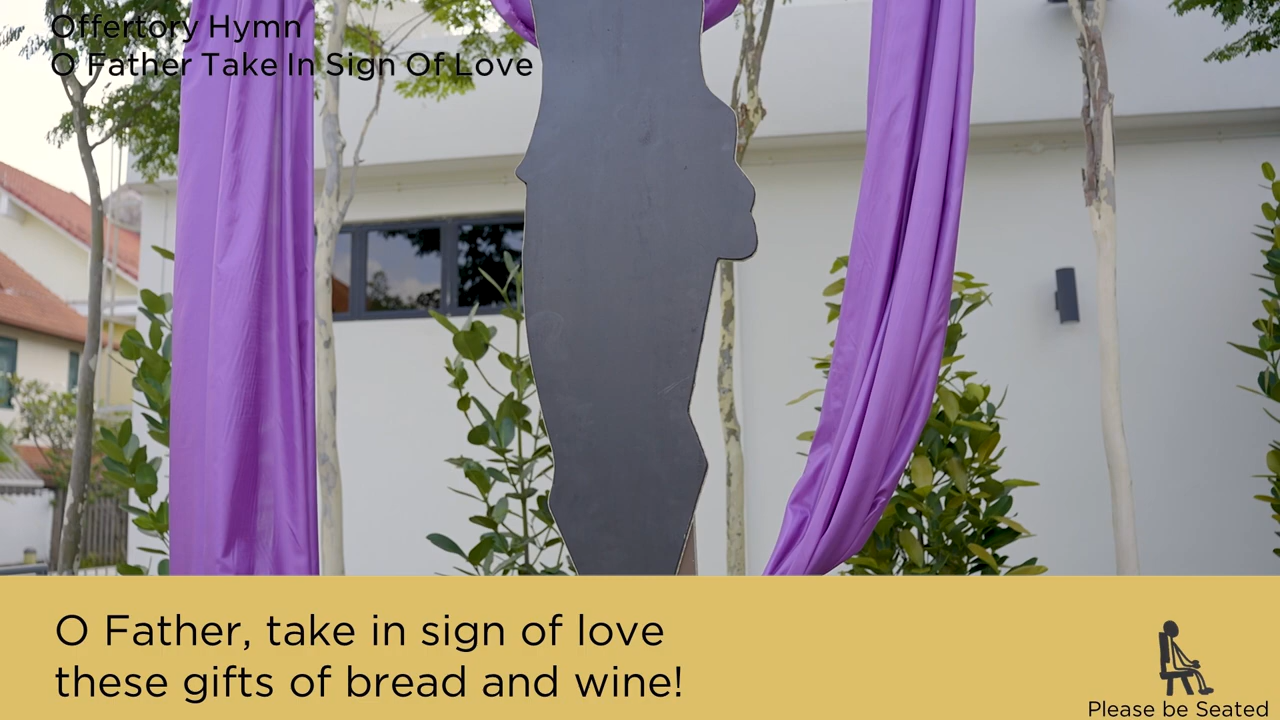 Offertory Hymn
O Father Take In Sign Of Love
O Father, take in sign of love
these gifts of bread and wine!
Please be Seated